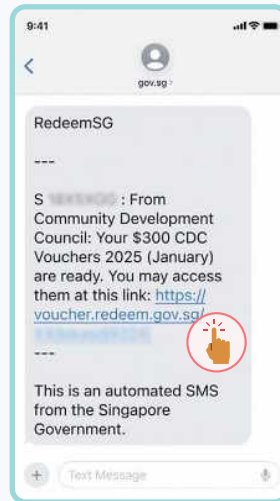 9:41
gov.sg >
RedeemSG
---
S : From
Community Development
Council: Your $300 CDC
Vouchers 2025 (January)
are ready. You may access
them at this link: https://
voucher.redeem.gov.sg/
---
This is an automated SMS
from the Singapore
Government.
Text Message